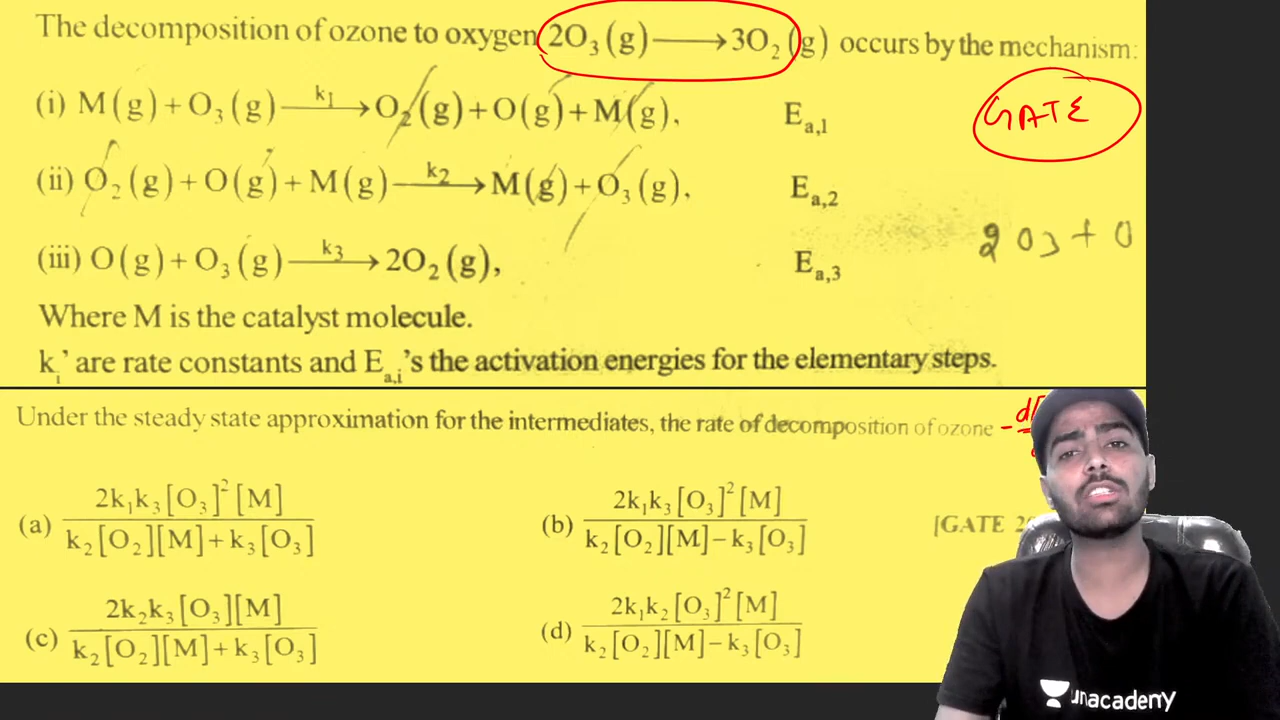 The decomposition of ozone to oxygen 2O₃(g)⟶3O₂(g) occurs by the mechanism:
(i) M(g)+O₃(g) —k₁→ O₂(g)+O(g)+M(g), Eₐ,₁
GATE
(ii) O₂(g)+O(g)+M(g) —k₂→ M(g)+O₃(g), Eₐ,₂
2O3 + O
(iii) O(g)+O₃(g) —k₃→ 2O₂(g), Eₐ,₃
Where M is the catalyst molecule.
kᵢ' are rate constants and Eₐ,ᵢ's the activation energies for the elementary steps.
Under the steady state approximation for the intermediates, the rate of decomposition of ozone -
(a) 2k₁k₃[O₃]²[M] / k₂[O₂][M]+k₃[O₃]
(b) 2k₁k₃[O₃]²[M] / k₂[O₂][M]−k₃[O₃]
[GATE
(c) 2k₂k₃[O₃][M] / k₂[O₂][M]+k₃[O₃]
(d) 2k₁k₂[O₃]²[M] / k₂[O₂][M]−k₃[O₃]
unacademy